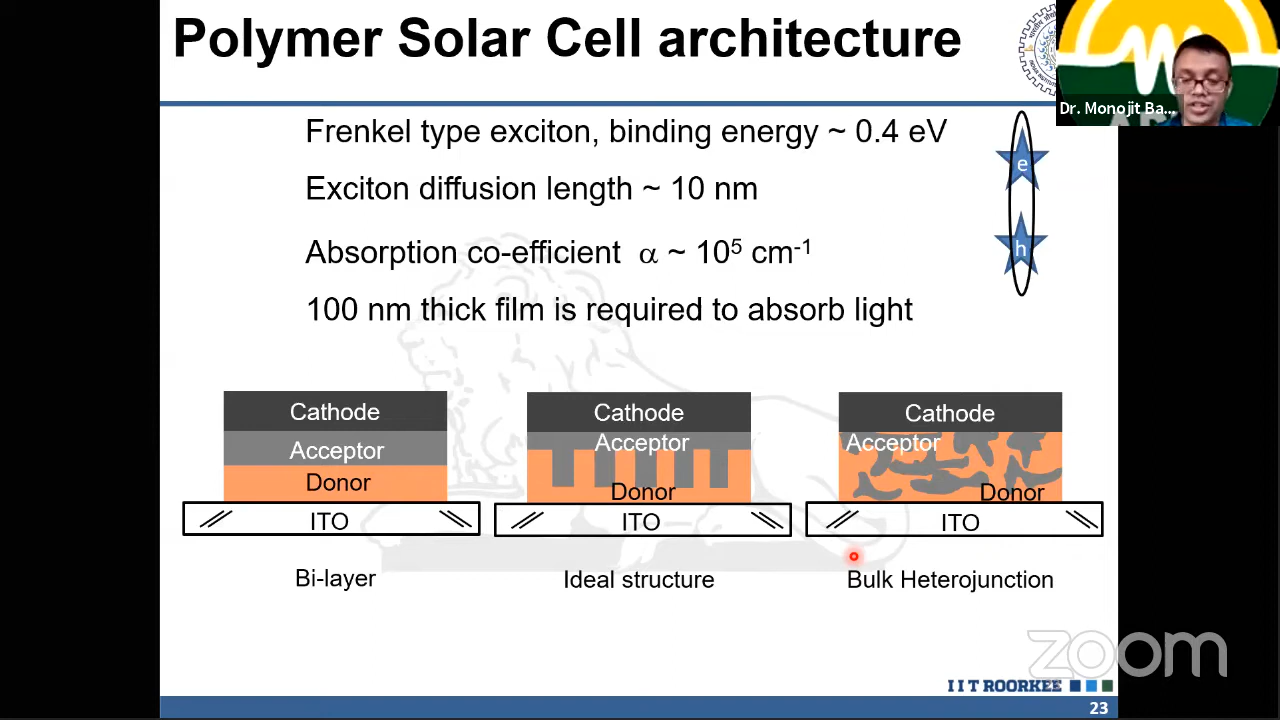 Polymer Solar Cell architecture
Dr. Monojit Ba...
Frenkel type exciton, binding energy ~ 0.4 eV
e
Exciton diffusion length ~ 10 nm
h
Absorption co-efficient α ~ 10⁵ cm⁻¹
100 nm thick film is required to absorb light
Cathode
Acceptor
Donor
ITO
Bi-layer
Cathode
Acceptor
Donor
ITO
Ideal structure
Cathode
Acceptor
Donor
ITO
Bulk Heterojunction
zoom
IIT ROORKEE
23